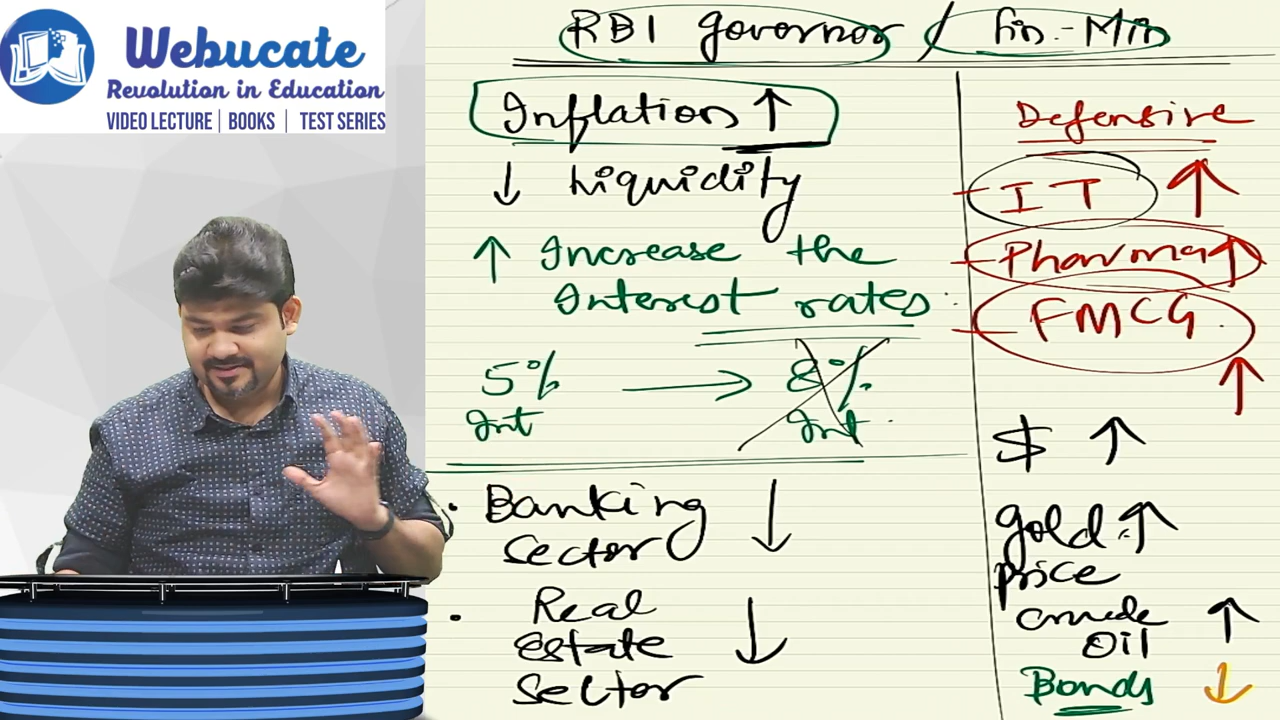 Webucate
Revolution in Education
VIDEO LECTURE | BOOKS | TEST SERIES
RBI governor / Fin.-Min
Inflation ↑
↓ Liquidity
↑ Increase the
Interest rates
5% → 8%
Int Int
• Banking ↓
Sector
• Real ↓
estate
Sector
Defensive
- IT ↑
- Pharma ↑
- FMCG ↑
$ ↑
gold ↑
price
crude ↑
Oil
Bonds ↓